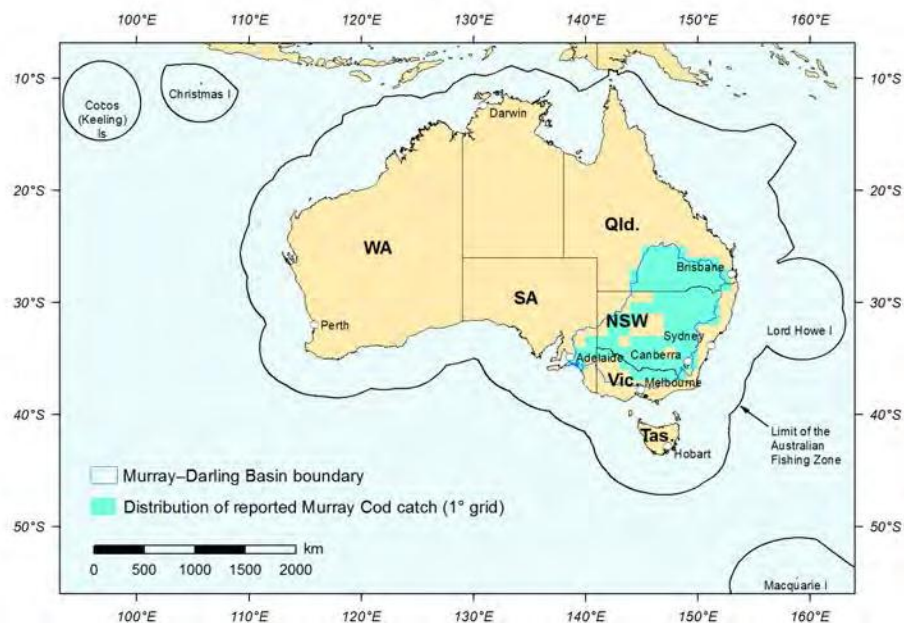 100°E 110°E 120°E 130°E 140°E 150°E 160°E
10°S
10°S
Cocos
(Keeling)
Is
Christmas I
Darwin
20°S
20°S
WA
Qld.
Brisbane
SA
30°S
30°S
NSW
Perth
Sydney
Lord Howe I
Adelaide
Canberra
Vic.
Melbourne
40°S
40°S
Limit of the
Australian
Fishing Zone
Tas.
Hobart
Murray–Darling Basin boundary
Distribution of reported Murray Cod catch (1° grid)
50°S
50°S
km
0 500 1000 1500 2000
Macquarie I
100°E 110°E 120°E 130°E 140°E 150°E 160°E